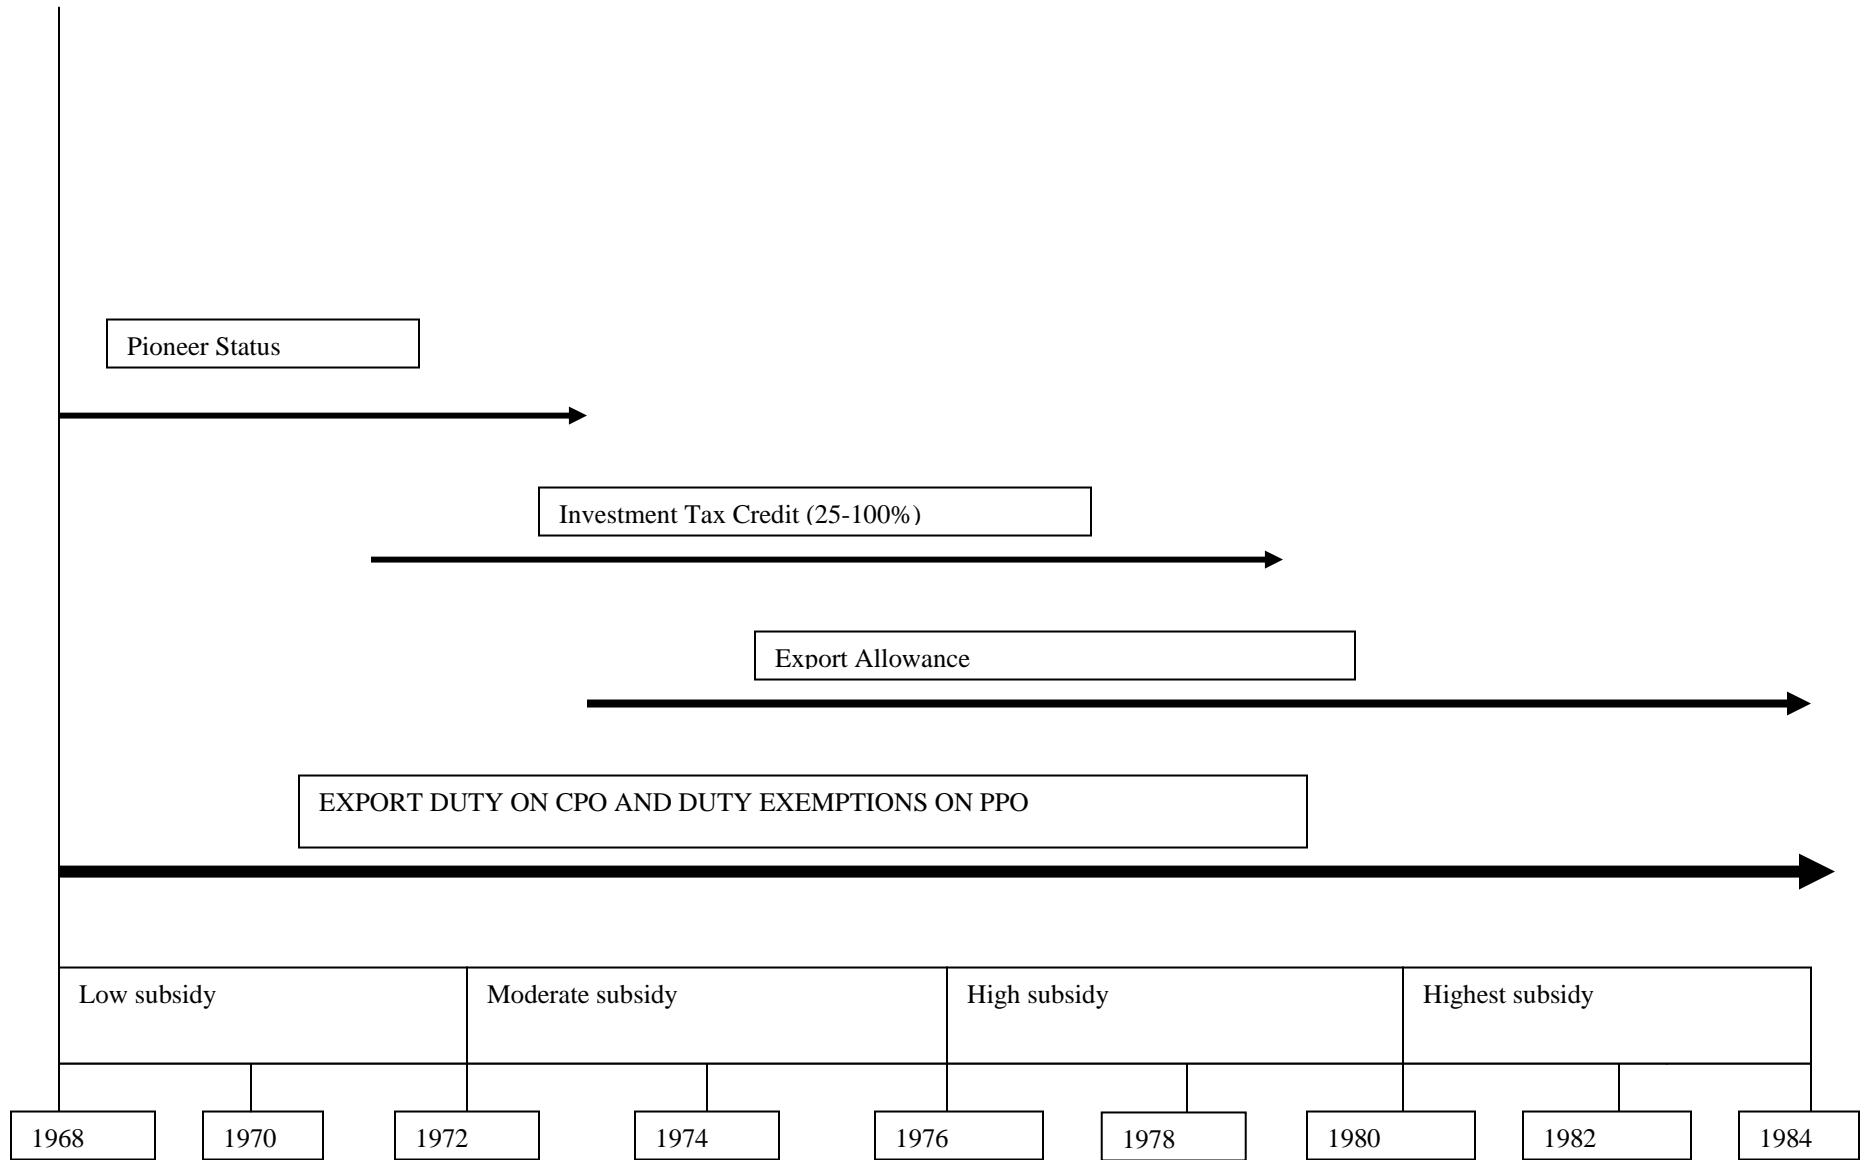 Pioneer Status
Investment Tax Credit (25-100%)
Export Allowance
EXPORT DUTY ON CPO AND DUTY EXEMPTIONS ON PPO
Low subsidy
Moderate subsidy
High subsidy
Highest subsidy
1968
1970
1972
1974
1976
1978
1980
1982
1984